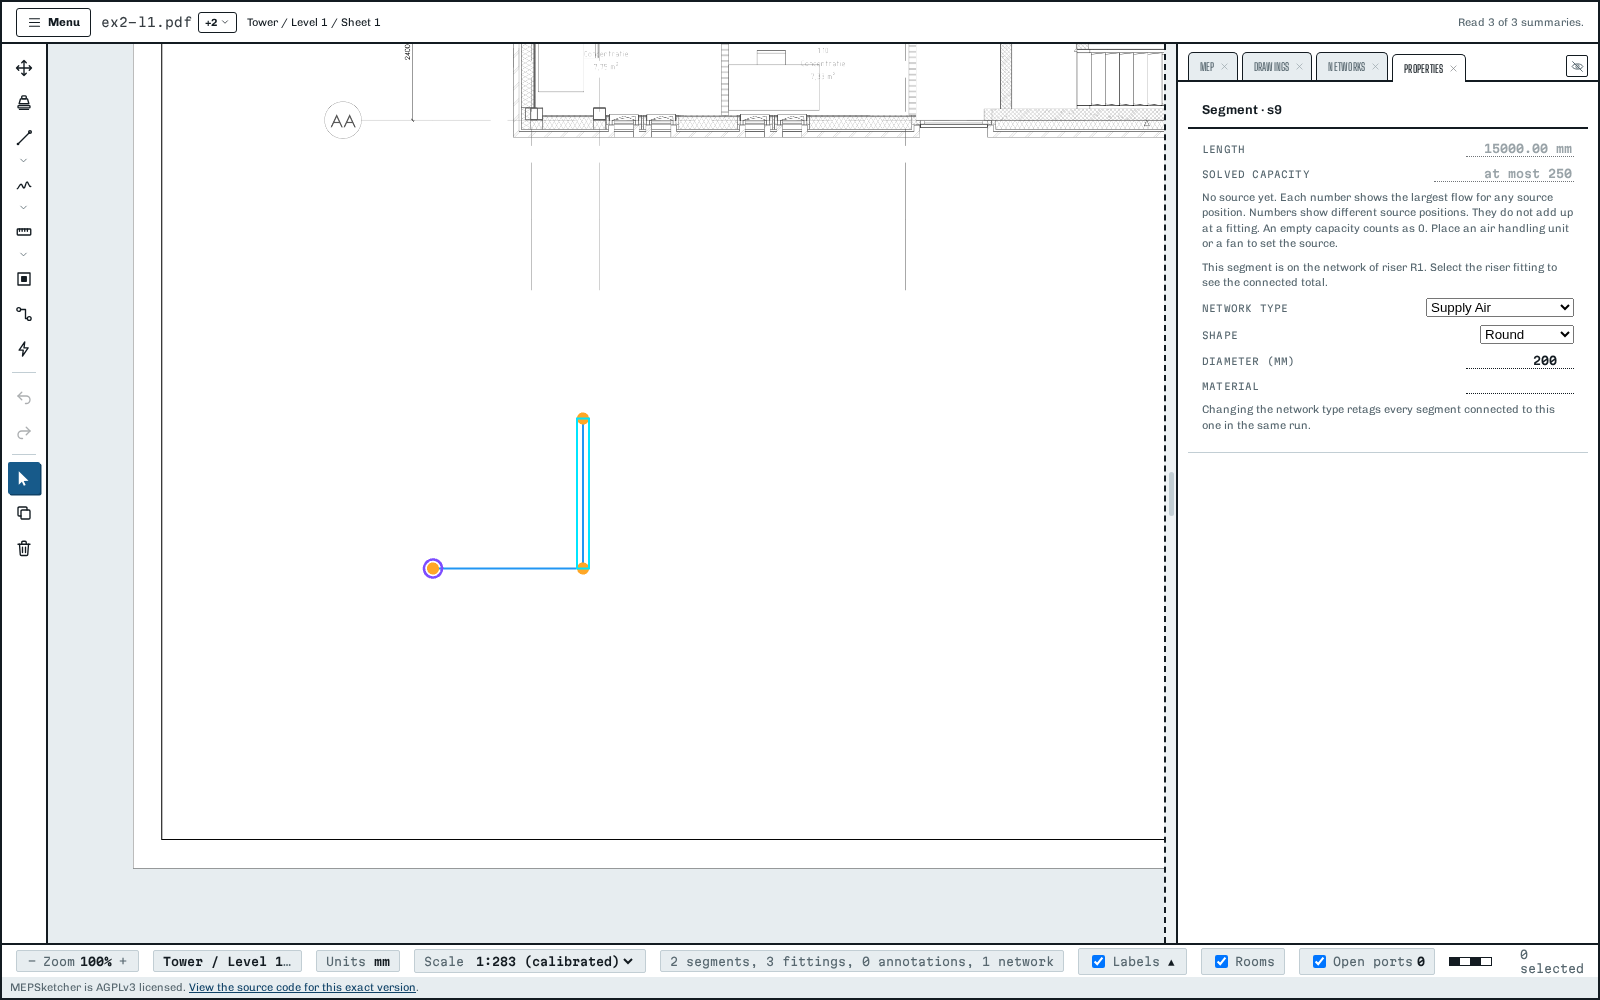 Menu
ex2-l1.pdf
+2
Tower / Level 1 / Sheet 1
Read 3 of 3 summaries.
MEP
DRAWINGS
NETWORKS
PROPERTIES
2400
Concentratie
7.33 m²
AA
Segment · s9
LENGTH 15000.00 mm
SOLVED CAPACITY at most 250
No source yet. Each number shows the largest flow for any source
position. Numbers show different source positions. They do not add up
at a fitting. An empty capacity counts as 0. Place an air handling unit
or a fan to set the source.
This segment is on the network of riser R1. Select the riser fitting to
see the connected total.
NETWORK TYPE Supply Air
SHAPE Round
DIAMETER (MM) 200
MATERIAL
Changing the network type retags every segment connected to this
one in the same run.
− Zoom 100% +
Tower / Level 1…
Units mm
Scale 1:283 (calibrated)
2 segments, 3 fittings, 0 annotations, 1 network
Labels ▲
Rooms
Open ports 0
0 selected
MEPSketcher is AGPLv3 licensed. View the source code for this exact version.